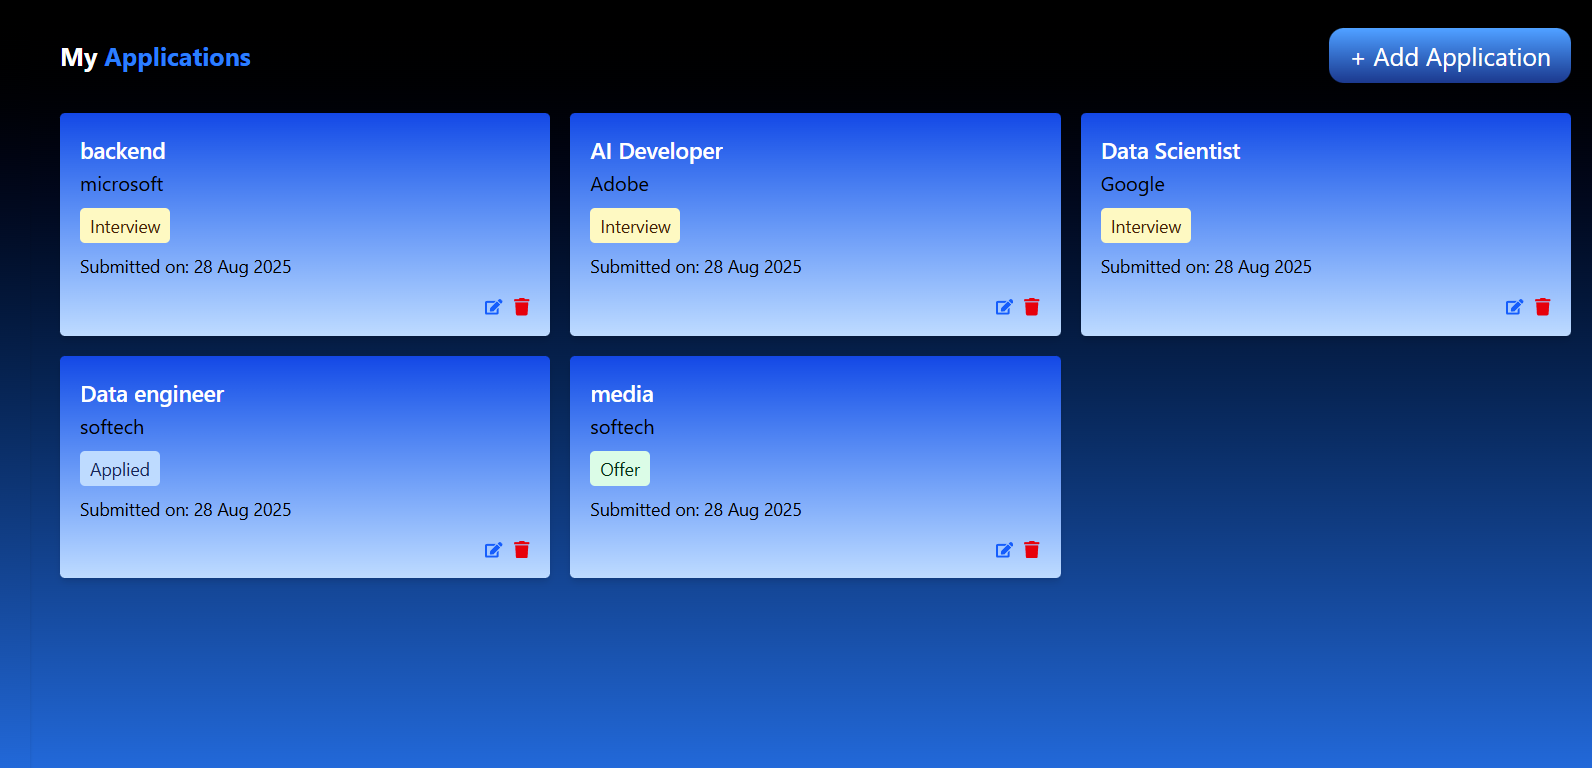 My Applications
+ Add Application
backend
microsoft
Interview
Submitted on: 28 Aug 2025
AI Developer
Adobe
Interview
Submitted on: 28 Aug 2025
Data Scientist
Google
Interview
Submitted on: 28 Aug 2025
Data engineer
softech
Applied
Submitted on: 28 Aug 2025
media
softech
Offer
Submitted on: 28 Aug 2025